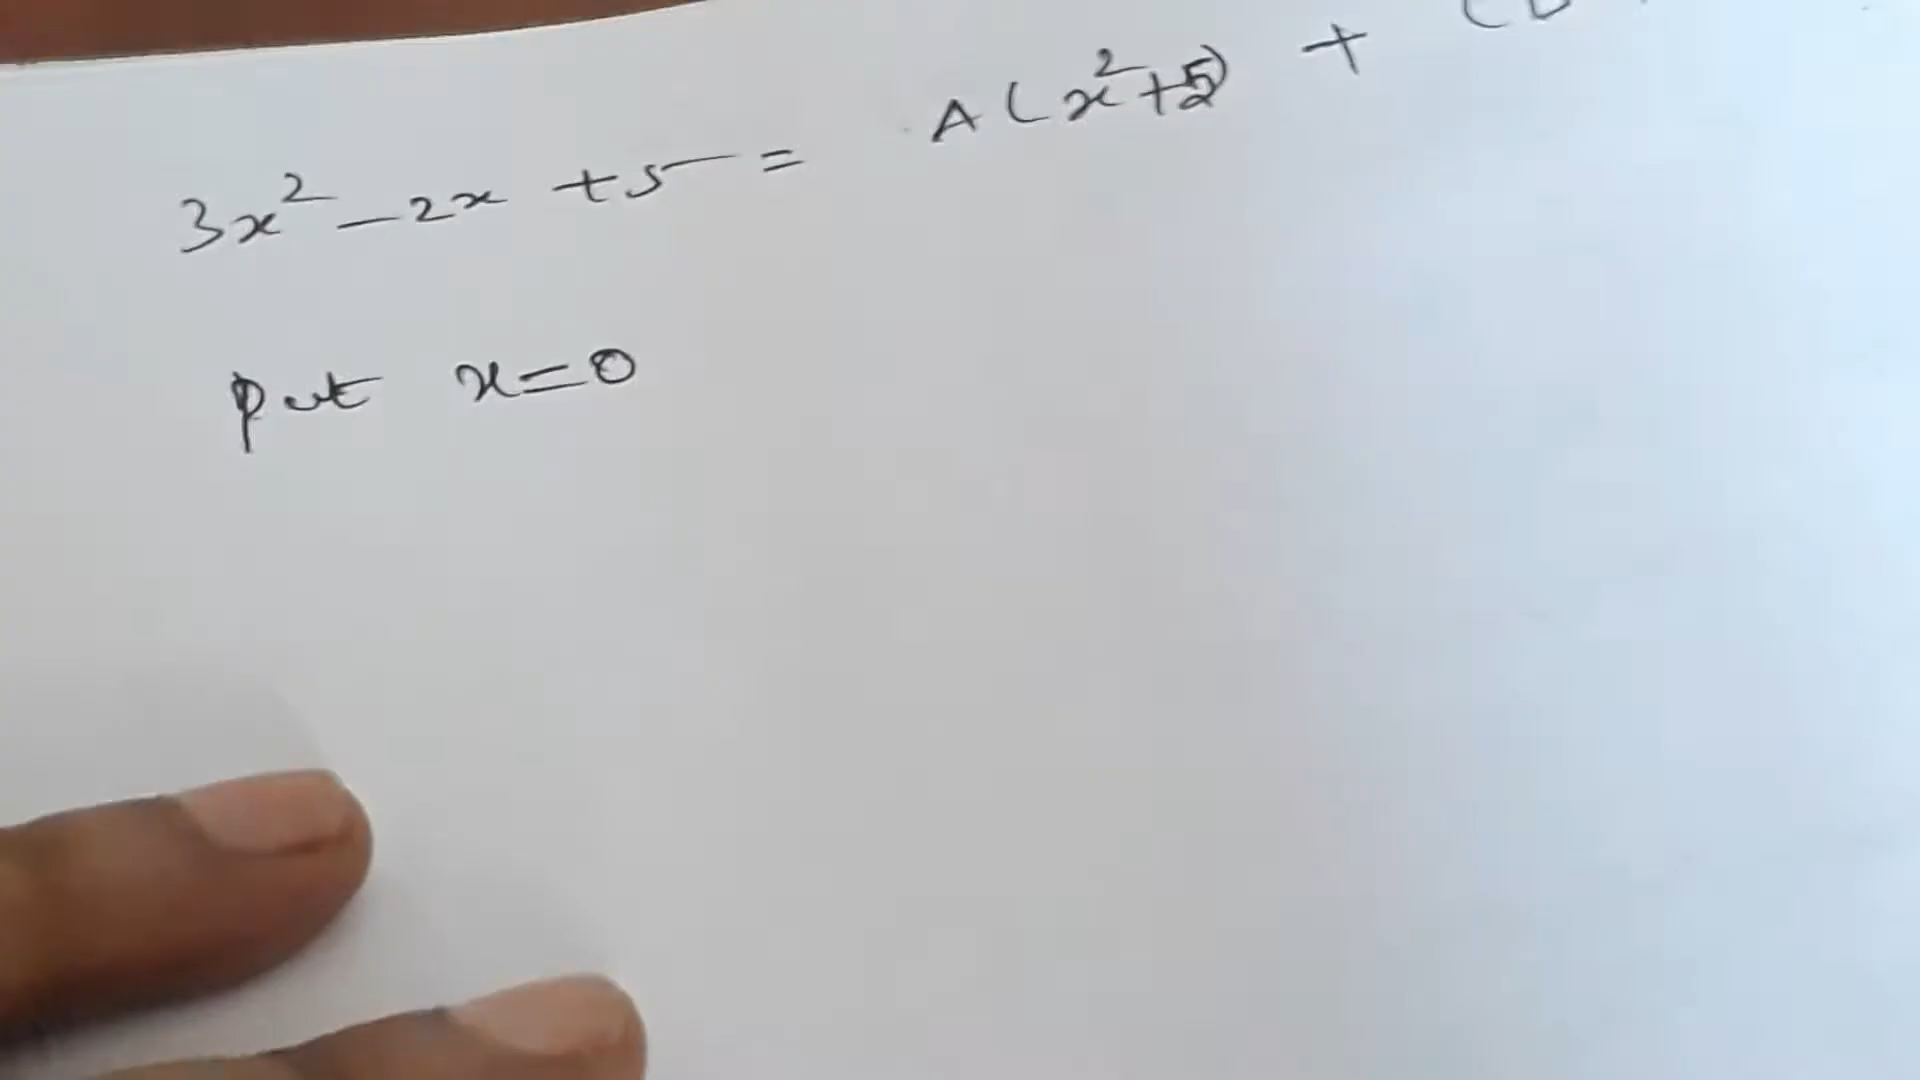 3x² - 2x + 5 = A(x²+5) + (
put x=0